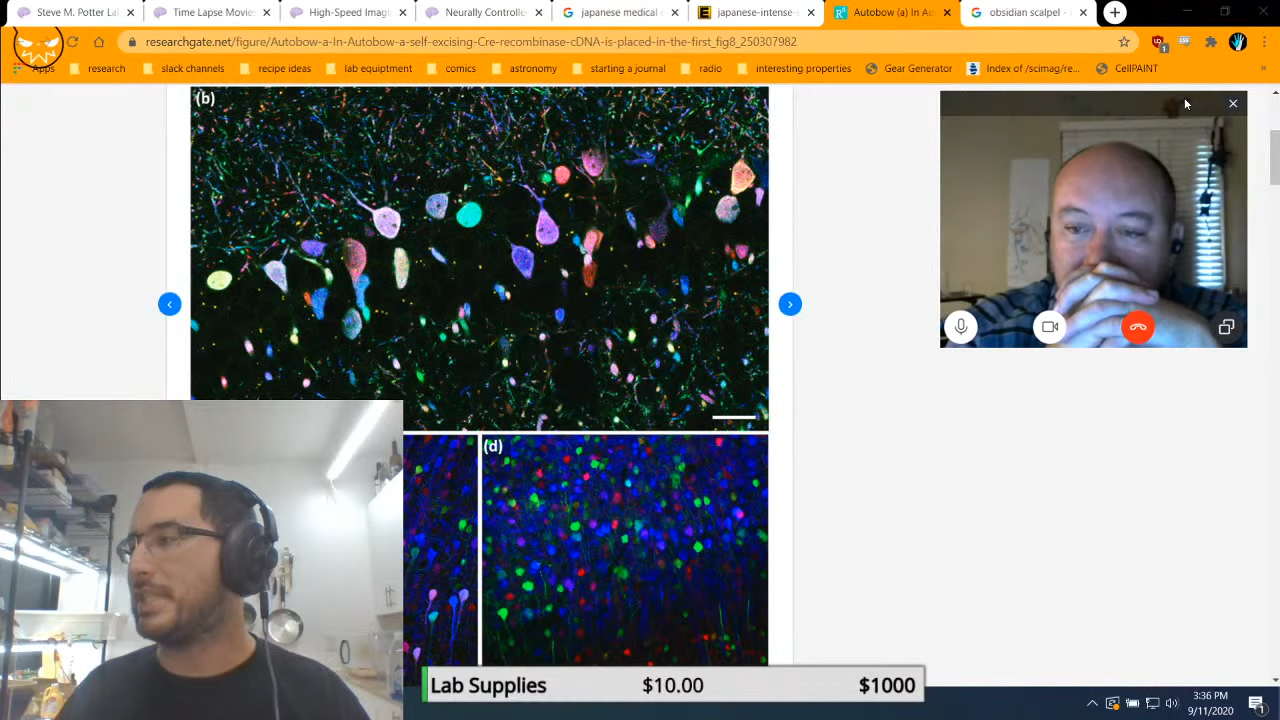 Steve M. Potter La
Time Lapse Movie
High-Speed Imag
Neurally Controlle
japanese medical
japanese-intense-
Autobow (a) In Au
obsidian scalpel -
researchgate.net/figure/Autobow-a-In-Autobow-a-self-excising-Cre-recombinase-cDNA-is-placed-in-the-first_fig8_250307982
Apps
research
slack channels
recipe ideas
lab equiptment
comics
astronomy
starting a journal
radio
interesting properties
Gear Generator
Index of /scimag/re...
CellPAINT
(b)
(d)
Lab Supplies $10.00 $1000
3:36 PM
9/11/2020